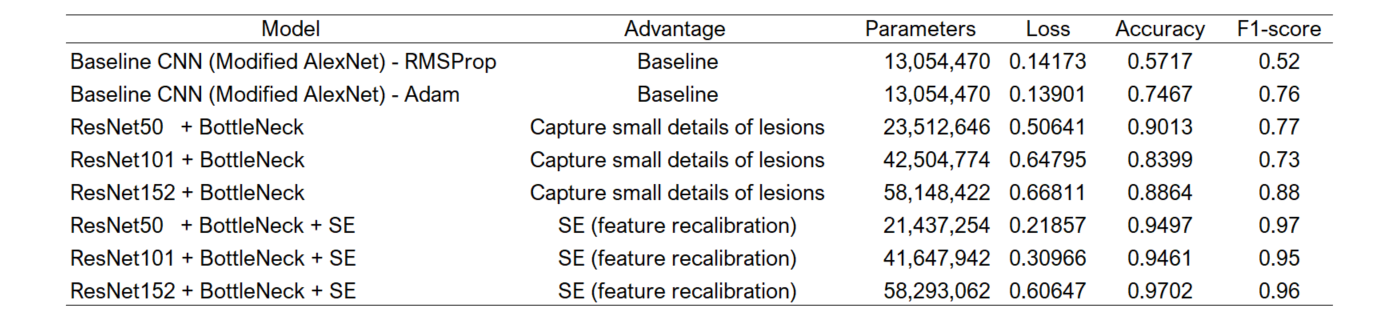 Model Advantage Parameters Loss Accuracy F1-score
Baseline CNN (Modified AlexNet) - RMSProp Baseline 13,054,470 0.14173 0.5717 0.52
Baseline CNN (Modified AlexNet) - Adam Baseline 13,054,470 0.13901 0.7467 0.76
ResNet50 + BottleNeck Capture small details of lesions 23,512,646 0.50641 0.9013 0.77
ResNet101 + BottleNeck Capture small details of lesions 42,504,774 0.64795 0.8399 0.73
ResNet152 + BottleNeck Capture small details of lesions 58,148,422 0.66811 0.8864 0.88
ResNet50 + BottleNeck + SE SE (feature recalibration) 21,437,254 0.21857 0.9497 0.97
ResNet101 + BottleNeck + SE SE (feature recalibration) 41,647,942 0.30966 0.9461 0.95
ResNet152 + BottleNeck + SE SE (feature recalibration) 58,293,062 0.60647 0.9702 0.96